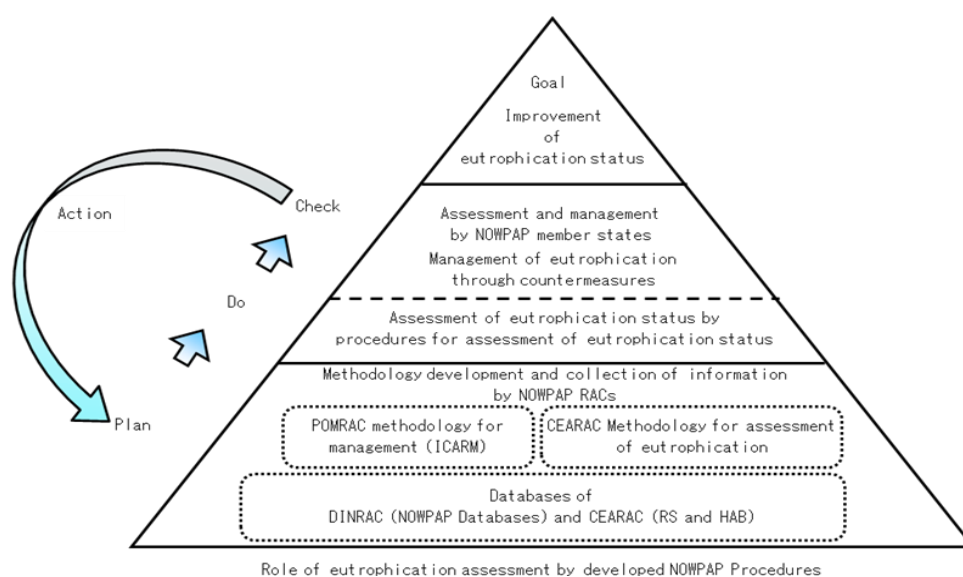 Goal
Improvement
of
eutrophication status
Check
Action
Assessment and management
by NOWPAP member states
Management of eutrophication
through countermeasures
Do
Assessment of eutrophication status by
procedures for assessment of eutrophication status
Methodology development and collection of information
by NOWPAP RACs
Plan
POMRAC methodology for
management (ICARM)
CEARAC Methodology for assessment
of eutrophication
Databases of
DINRAC (NOWPAP Databases) and CEARAC (RS and HAB)
Role of eutrophication assessment by developed NOWPAP Procedures